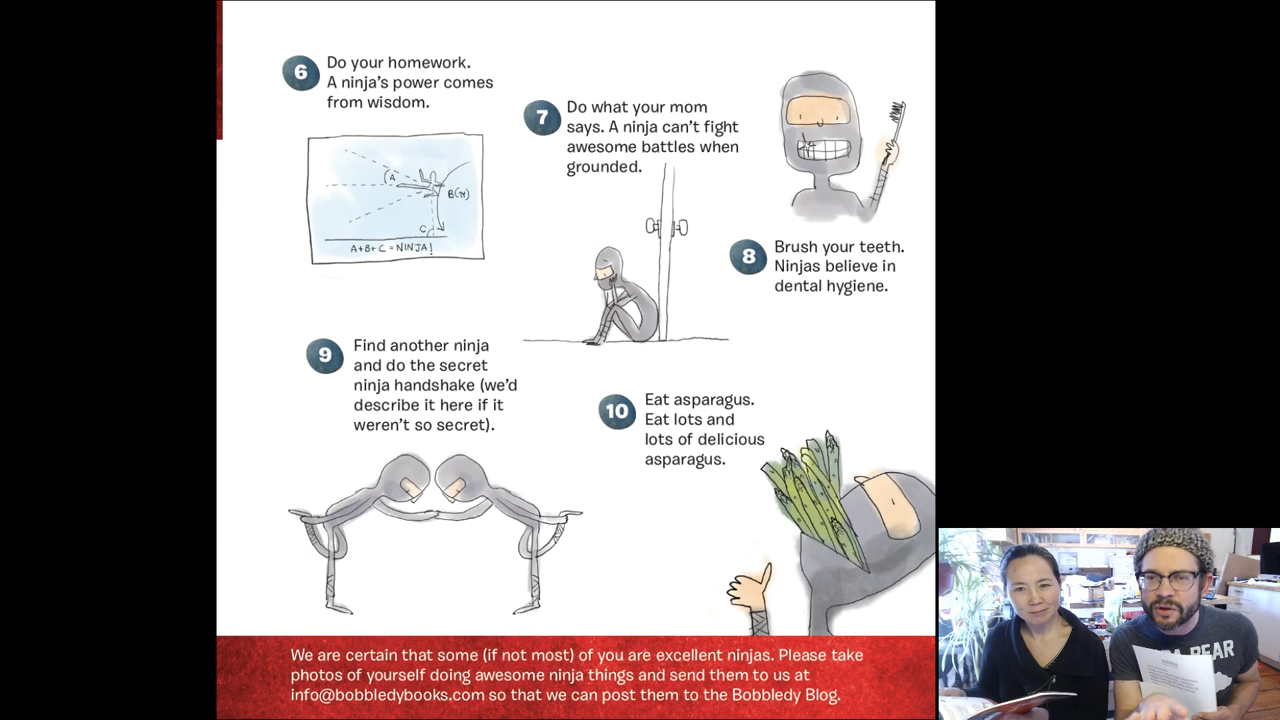 6
Do your homework.
A ninja's power comes
from wisdom.
(A
B(74)
C
A+B+C = NINJA!
7
Do what your mom
says. A ninja can't fight
awesome battles when
grounded.
8
Brush your teeth.
Ninjas believe in
dental hygiene.
9
Find another ninja
and do the secret
ninja handshake (we'd
describe it here if it
weren't so secret).
10
Eat asparagus.
Eat lots and
lots of delicious
asparagus.
We are certain that some (if not most) of you are excellent ninjas. Please take
photos of yourself doing awesome ninja things and send them to us at
info@bobbledybooks.com so that we can post them to the Bobbledy Blog.
BEAR